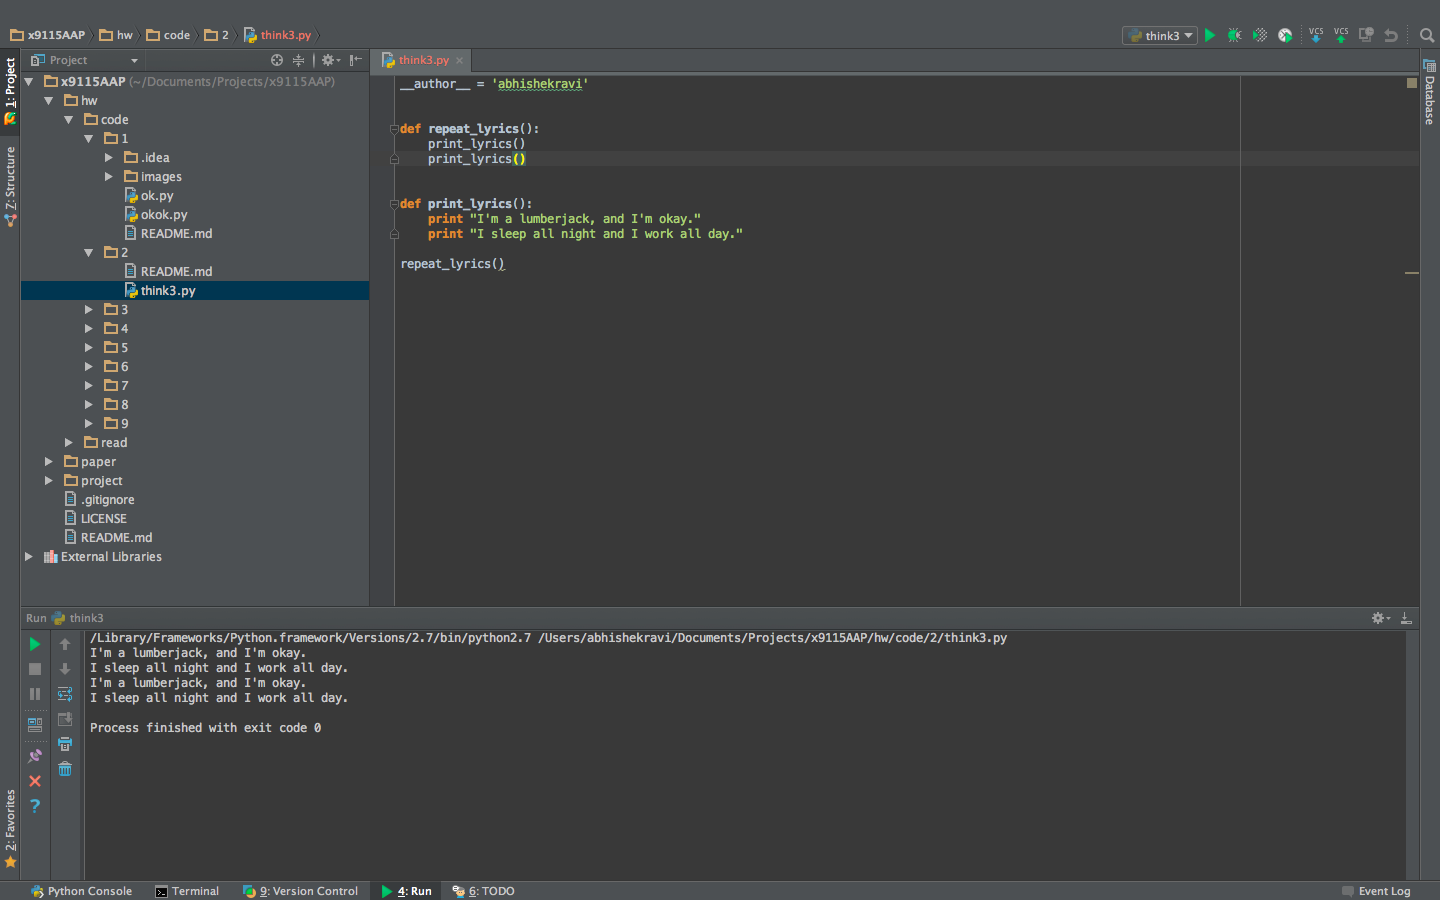 x9115AAP hw code 2 think3.py
think3
VCS VCS
1: Project
Project
think3.py
Database
x9115AAP (~/Documents/Projects/x9115AAP)
hw
code
1
.idea
images
ok.py
okok.py
README.md
2
README.md
think3.py
3
4
5
6
7
8
9
read
paper
project
.gitignore
LICENSE
README.md
External Libraries
Z: Structure
__author__ = 'abhishekravi'
def repeat_lyrics():
print_lyrics()
print_lyrics()
def print_lyrics():
print "I'm a lumberjack, and I'm okay."
print "I sleep all night and I work all day."
repeat_lyrics()
Run think3
/Library/Frameworks/Python.framework/Versions/2.7/bin/python2.7 /Users/abhishekravi/Documents/Projects/x9115AAP/hw/code/2/think3.py
I'm a lumberjack, and I'm okay.
I sleep all night and I work all day.
I'm a lumberjack, and I'm okay.
I sleep all night and I work all day.
Process finished with exit code 0
2: Favorites
Python Console Terminal 9: Version Control 4: Run 6: TODO Event Log